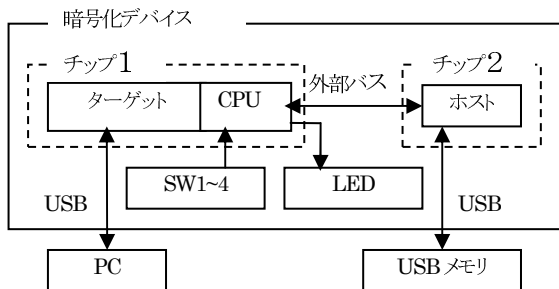 暗号化デバイス
チップ1
チップ2
ターゲット
CPU
外部バス
ホスト
SW1~4
LED
USB
USB
PC
USBメモリ